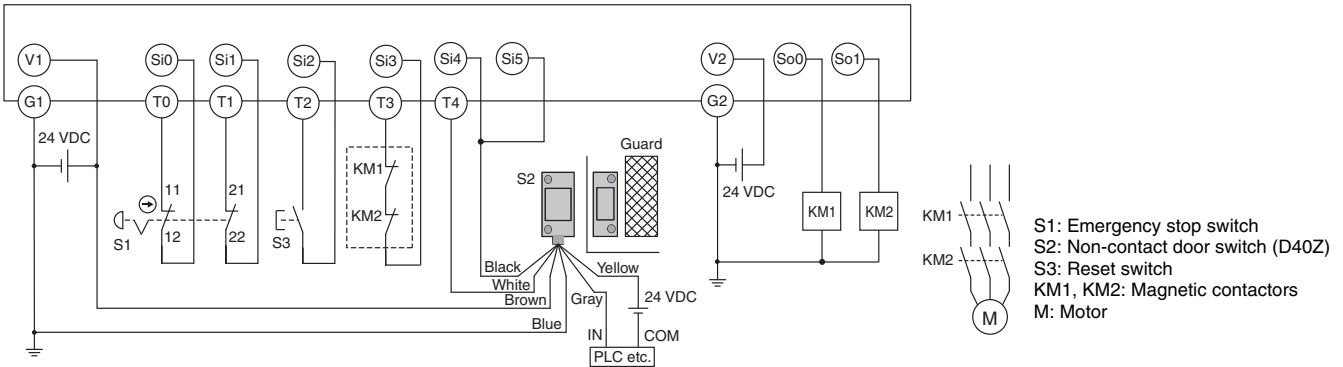 V1 Si0 Si1 Si2 Si3 Si4 Si5 V2 So0 So1
G1 T0 T1 T2 T3 T4 G2
24 VDC
Guard
KM1
S2
24 VDC
11 21
KM2
KM1 KM2
KM1
S1
12 22
S3
KM2
M
Black Yellow
White
Brown Gray 24 VDC
Blue
IN COM
PLC etc.
S1: Emergency stop switch
S2: Non-contact door switch (D40Z)
S3: Reset switch
KM1, KM2: Magnetic contactors
M: Motor